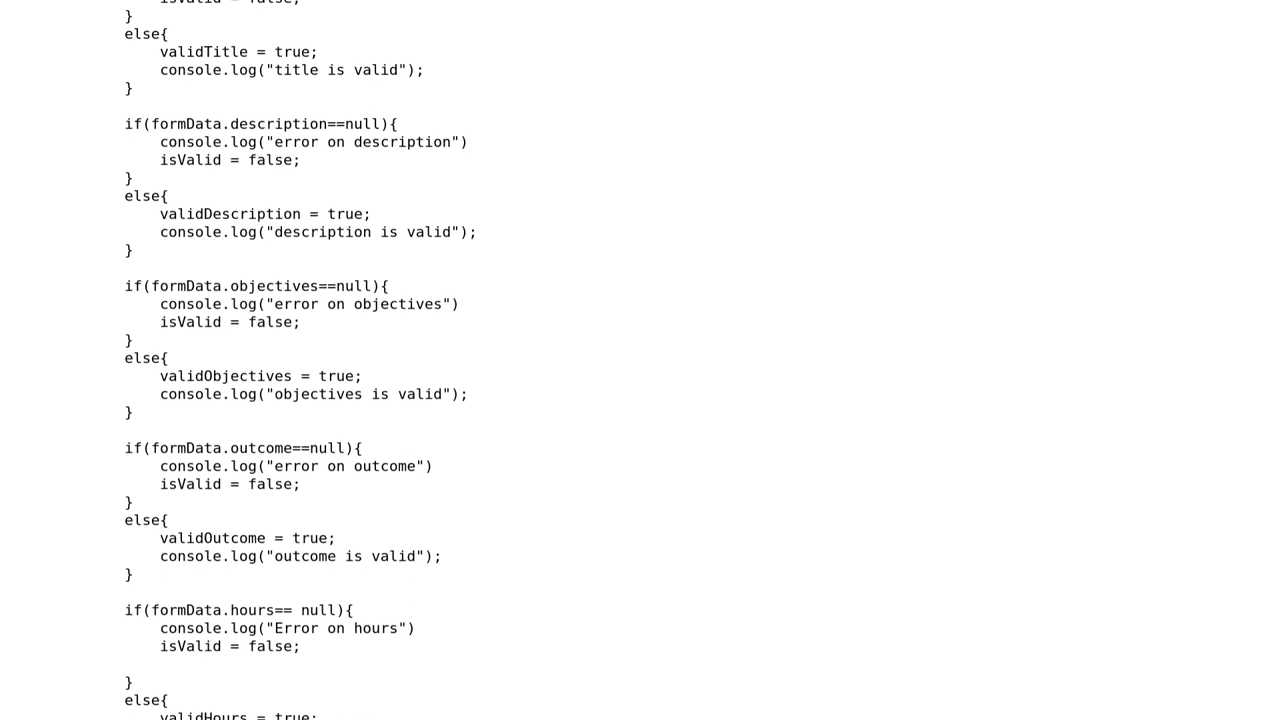 isValid = false;
}
else{
validTitle = true;
console.log("title is valid");
}
if(formData.description==null){
console.log("error on description")
isValid = false;
}
else{
validDescription = true;
console.log("description is valid");
}
if(formData.objectives==null){
console.log("error on objectives")
isValid = false;
}
else{
validObjectives = true;
console.log("objectives is valid");
}
if(formData.outcome==null){
console.log("error on outcome")
isValid = false;
}
else{
validOutcome = true;
console.log("outcome is valid");
}
if(formData.hours== null){
console.log("Error on hours")
isValid = false;
}
else{
validHours = true;